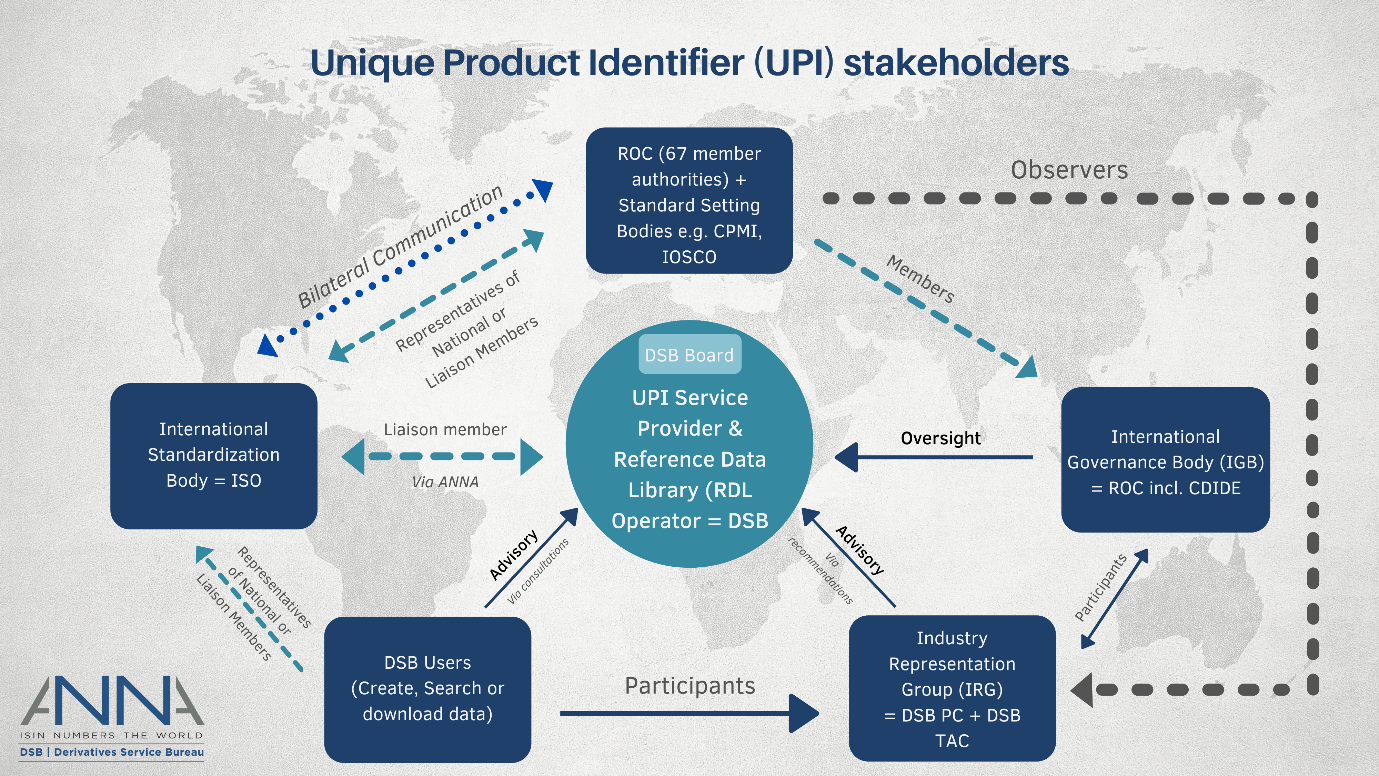 Unique Product Identifier (UPI) stakeholders
ROC (67 member
authorities) +
Standard Setting
Bodies e.g. CPMI,
IOSCO
Observers
Bilateral Communication
Representatives of
National or
Liaison Members
Members
DSB Board
UPI Service
Provider &
Reference Data
Library (RDL
Operator = DSB
International
Standardization
Body = ISO
Liaison member
Via ANNA
Oversight
International
Governance Body (IGB)
= ROC incl. CDIDE
Representatives
of National or
Liaison Members
Advisory
Via consultations
Advisory
Via
recommendations
Participants
DSB Users
(Create, Search or
download data)
Participants
Industry
Representation
Group (IRG)
= DSB PC + DSB
TAC
ANNA
ISIN NUMBERS THE WORLD
DSB | Derivatives Service Bureau